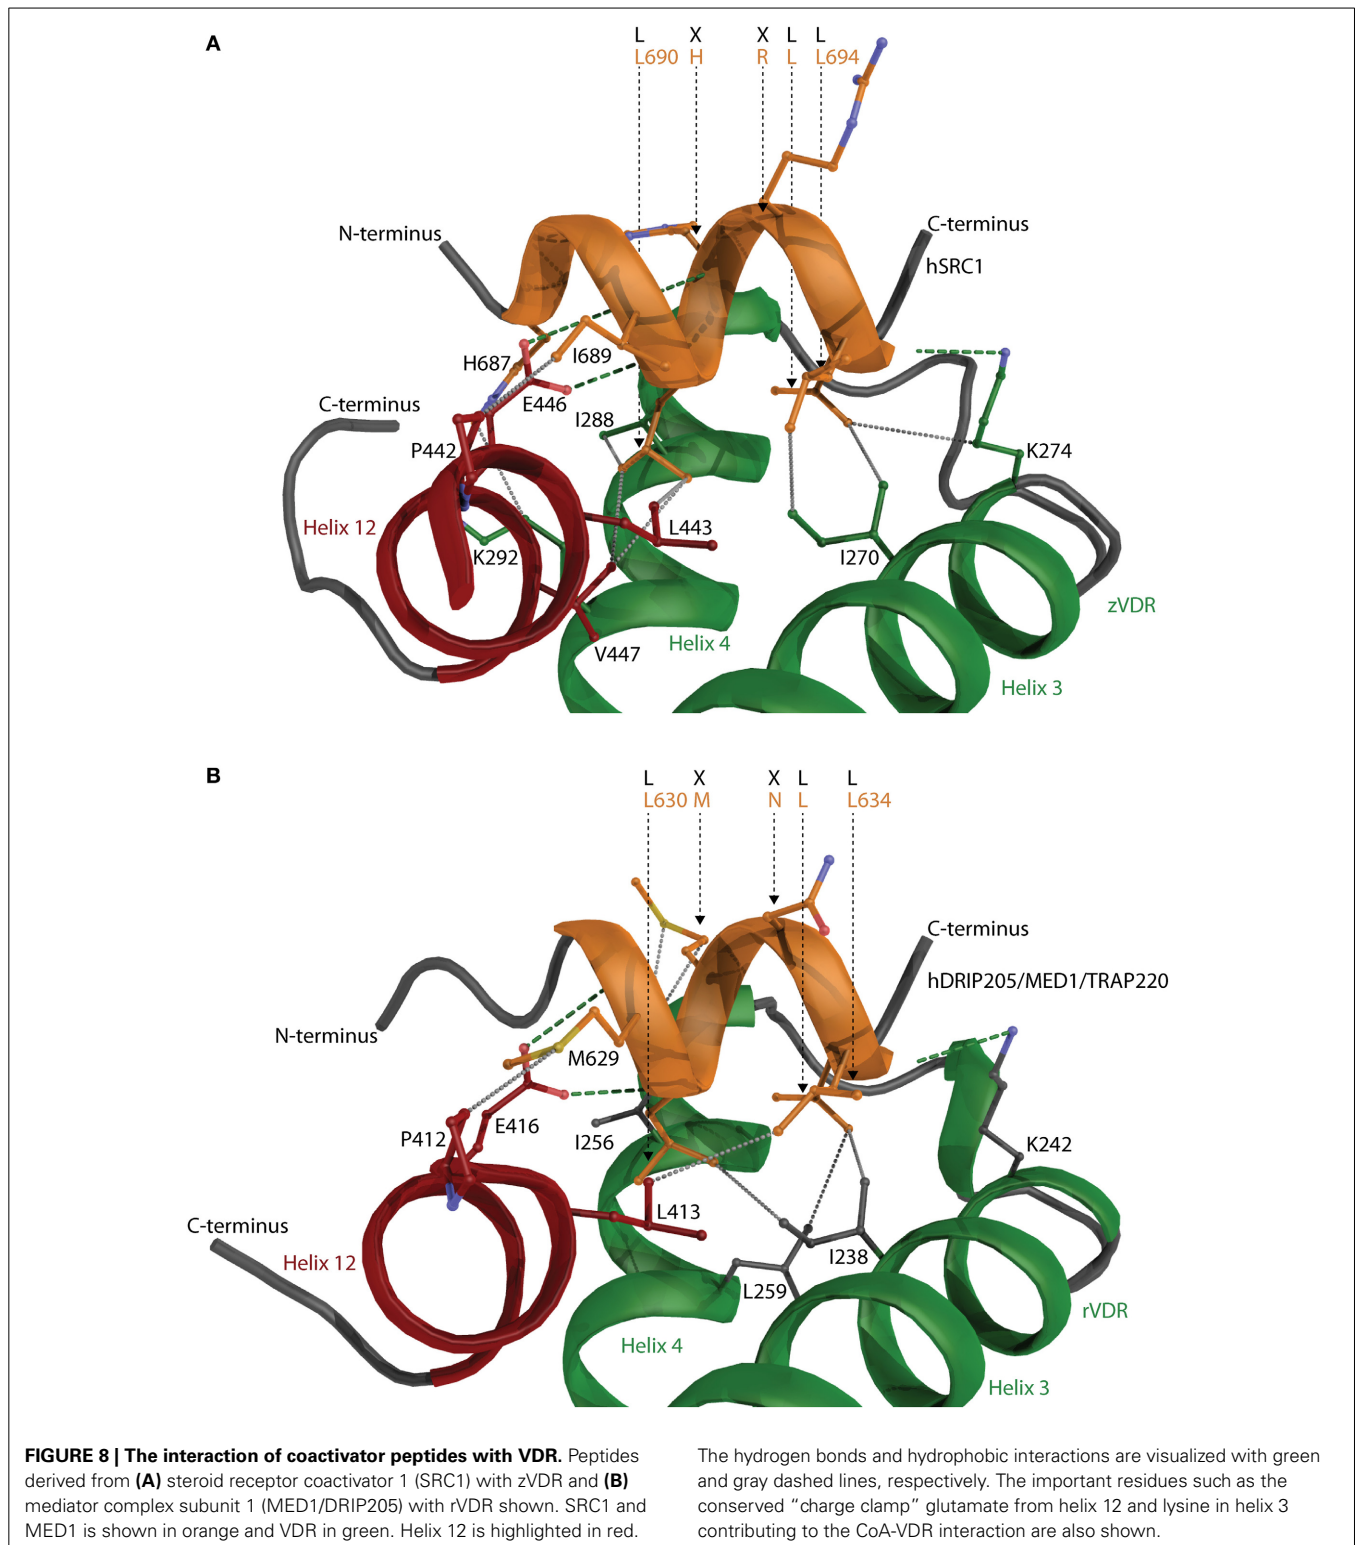 A
L X X L L
L690 H R L L694
N-terminus
C-terminus
hSRC1
H687
I689
C-terminus
E446
I288
P442
K274
Helix 12
L443
K292
I270
zVDR
Helix 4
V447
Helix 3
B
L X X L L
L630 M N L L634
C-terminus
hDRIP205/MED1/TRAP220
N-terminus
M629
E416
P412
I256
K242
L413
C-terminus
I238
Helix 12
L259
rVDR
Helix 4
Helix 3
FIGURE 8 | The interaction of coactivator peptides with VDR. Peptides
derived from (A) steroid receptor coactivator 1 (SRC1) with zVDR and (B)
mediator complex subunit 1 (MED1/DRIP205) with rVDR shown. SRC1 and
MED1 is shown in orange and VDR in green. Helix 12 is highlighted in red.
The hydrogen bonds and hydrophobic interactions are visualized with green
and gray dashed lines, respectively. The important residues such as the
conserved “charge clamp” glutamate from helix 12 and lysine in helix 3
contributing to the CoA-VDR interaction are also shown.